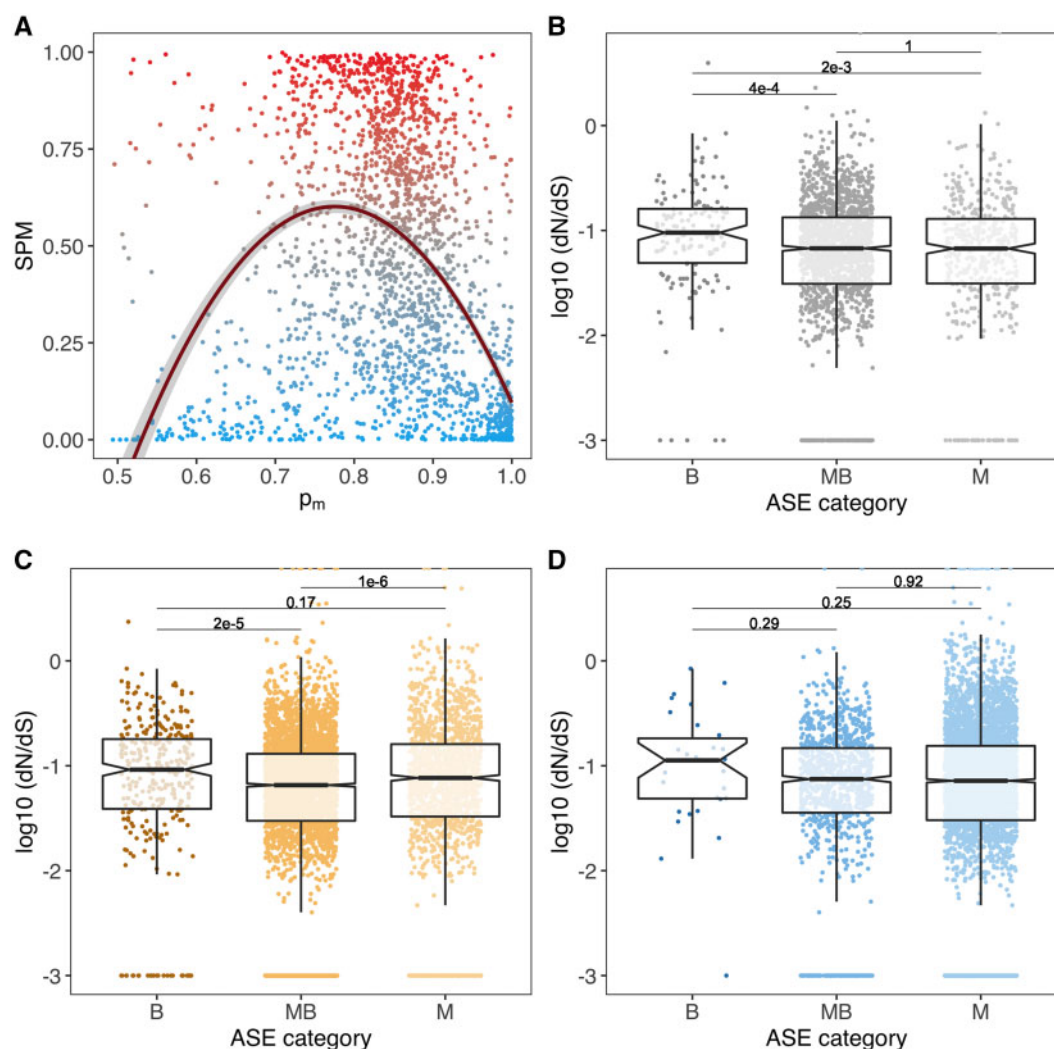 A
SPM
1.00
0.75
0.50
0.25
0.00
0.5 0.6 0.7 0.8 0.9 1.0
pₘ
B
log10 (dN/dS)
1
2e-3
4e-4
0
-1
-2
-3
B MB M
ASE category
C
log10 (dN/dS)
1e-6
0.17
2e-5
0
-1
-2
-3
B MB M
ASE category
D
log10 (dN/dS)
0.92
0.25
0.29
0
-1
-2
-3
B MB M
ASE category